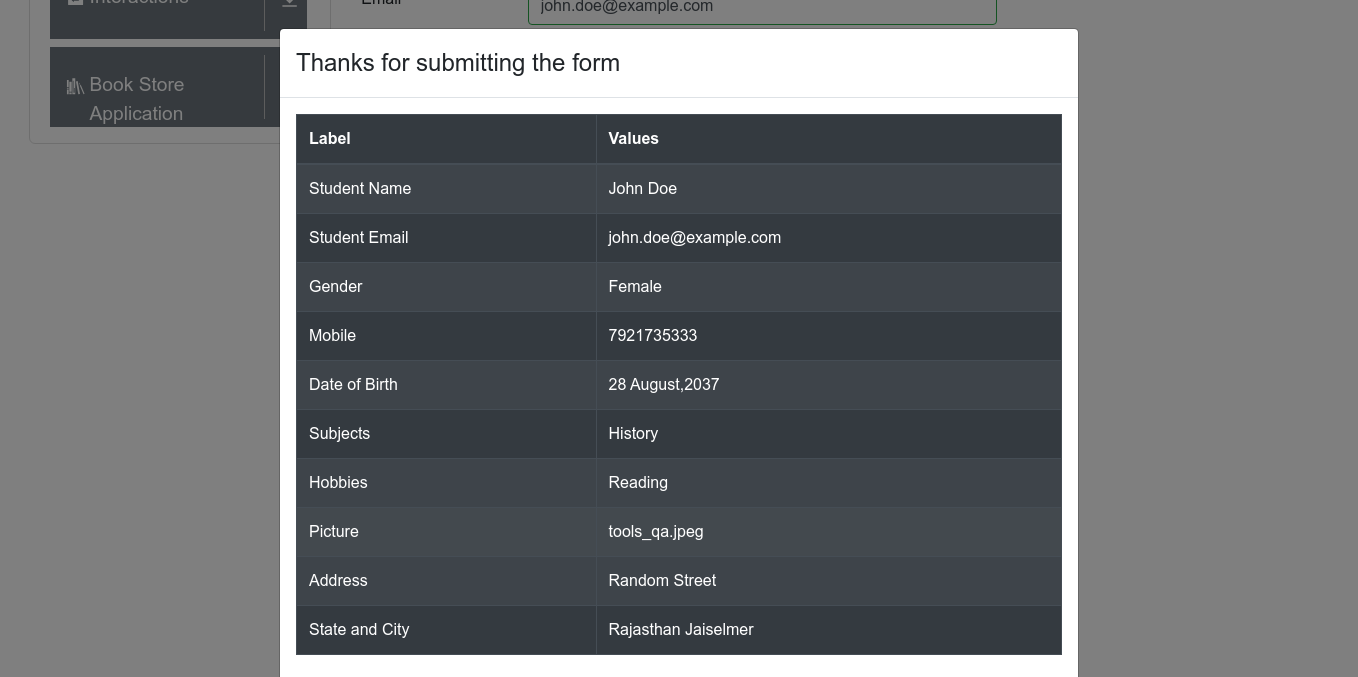 Interactions
Email
john.doe@example.com
Book Store
Application
Thanks for submitting the form
Label Values
Student Name John Doe
Student Email john.doe@example.com
Gender Female
Mobile 7921735333
Date of Birth 28 August,2037
Subjects History
Hobbies Reading
Picture tools_qa.jpeg
Address Random Street
State and City Rajasthan Jaiselmer